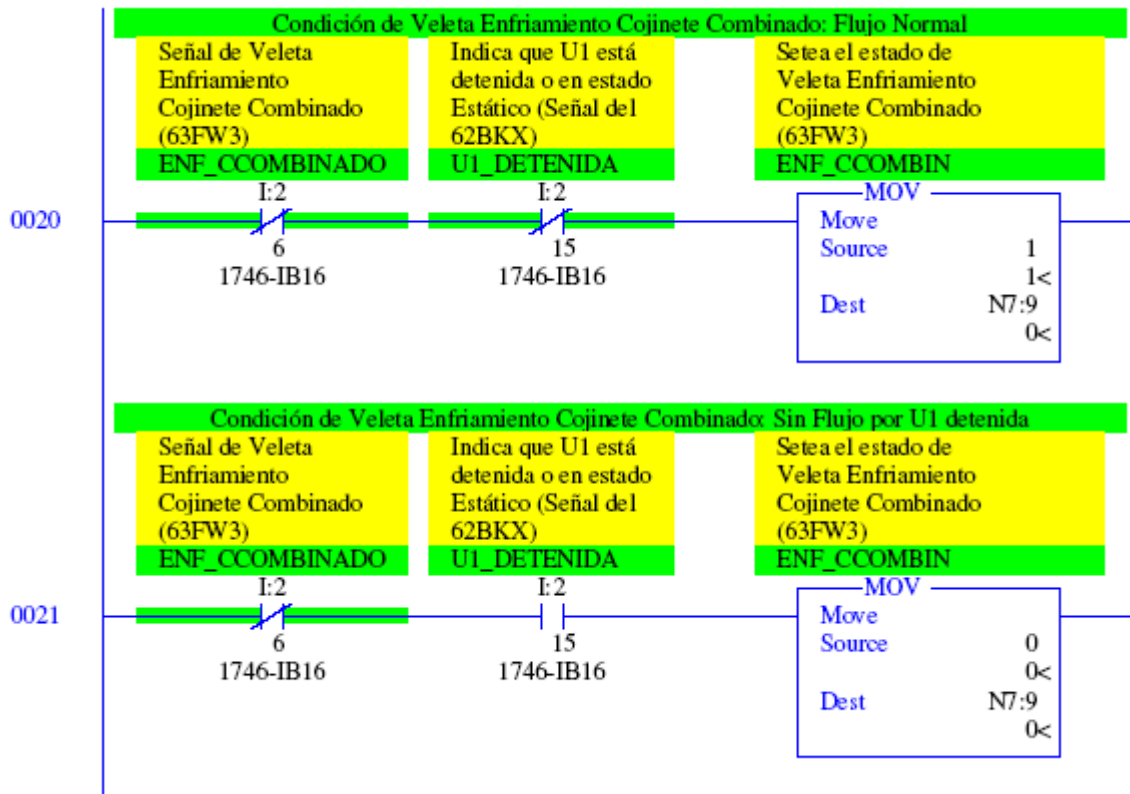 Condición de Veleta Enfriamiento Cojinete Combinado: Flujo Normal
Señal de Veleta
Enfriamiento
Cojinete Combinado
(63FW3)
ENF_CCOMBINADO
Indica que U1 está
detenida o en estado
Estático (Señal del
62BKX)
U1_DETENIDA
Setea el estado de
Veleta Enfriamiento
Cojinete Combinado
(63FW3)
ENF_CCOMBIN
0020
I:2
6
1746-IB16
I:2
15
1746-IB16
MOV
Move
Source 1
1<
Dest N7:9
0<
Condición de Veleta Enfriamiento Cojinete Combinado: Sin Flujo por U1 detenida
Señal de Veleta
Enfriamiento
Cojinete Combinado
(63FW3)
ENF_CCOMBINADO
Indica que U1 está
detenida o en estado
Estático (Señal del
62BKX)
U1_DETENIDA
Setea el estado de
Veleta Enfriamiento
Cojinete Combinado
(63FW3)
ENF_CCOMBIN
0021
I:2
6
1746-IB16
I:2
15
1746-IB16
MOV
Move
Source 0
0<
Dest N7:9
0<